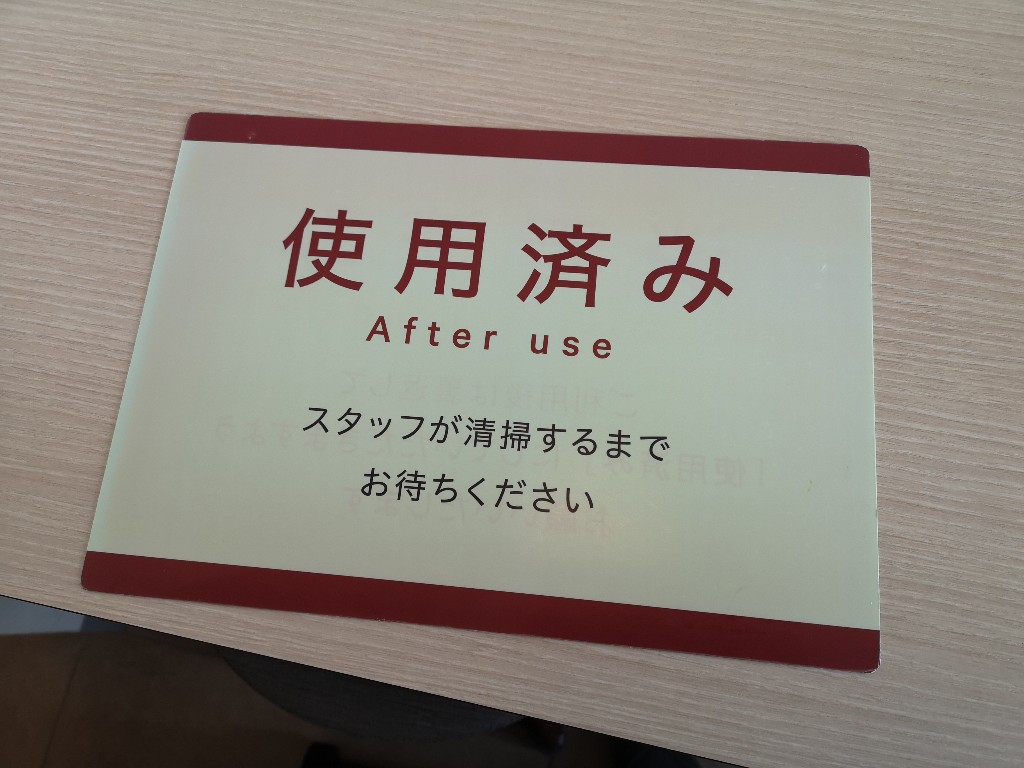 使用済み
After use
スタッフが清掃するまで
お待ちください